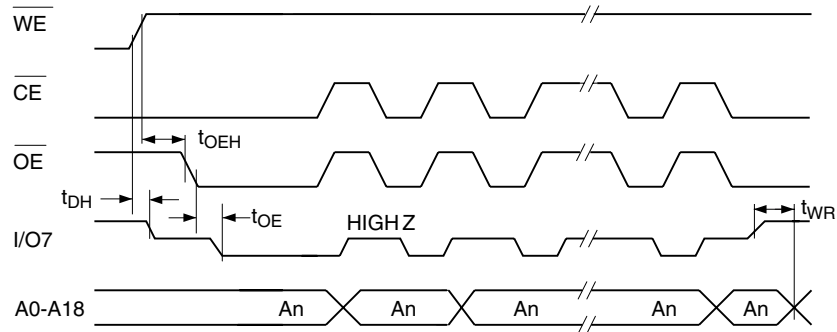 WE
CE
tOEH
OE
tDH
tOE
HIGH Z
tWR
I/O7
A0-A18 An An An An An